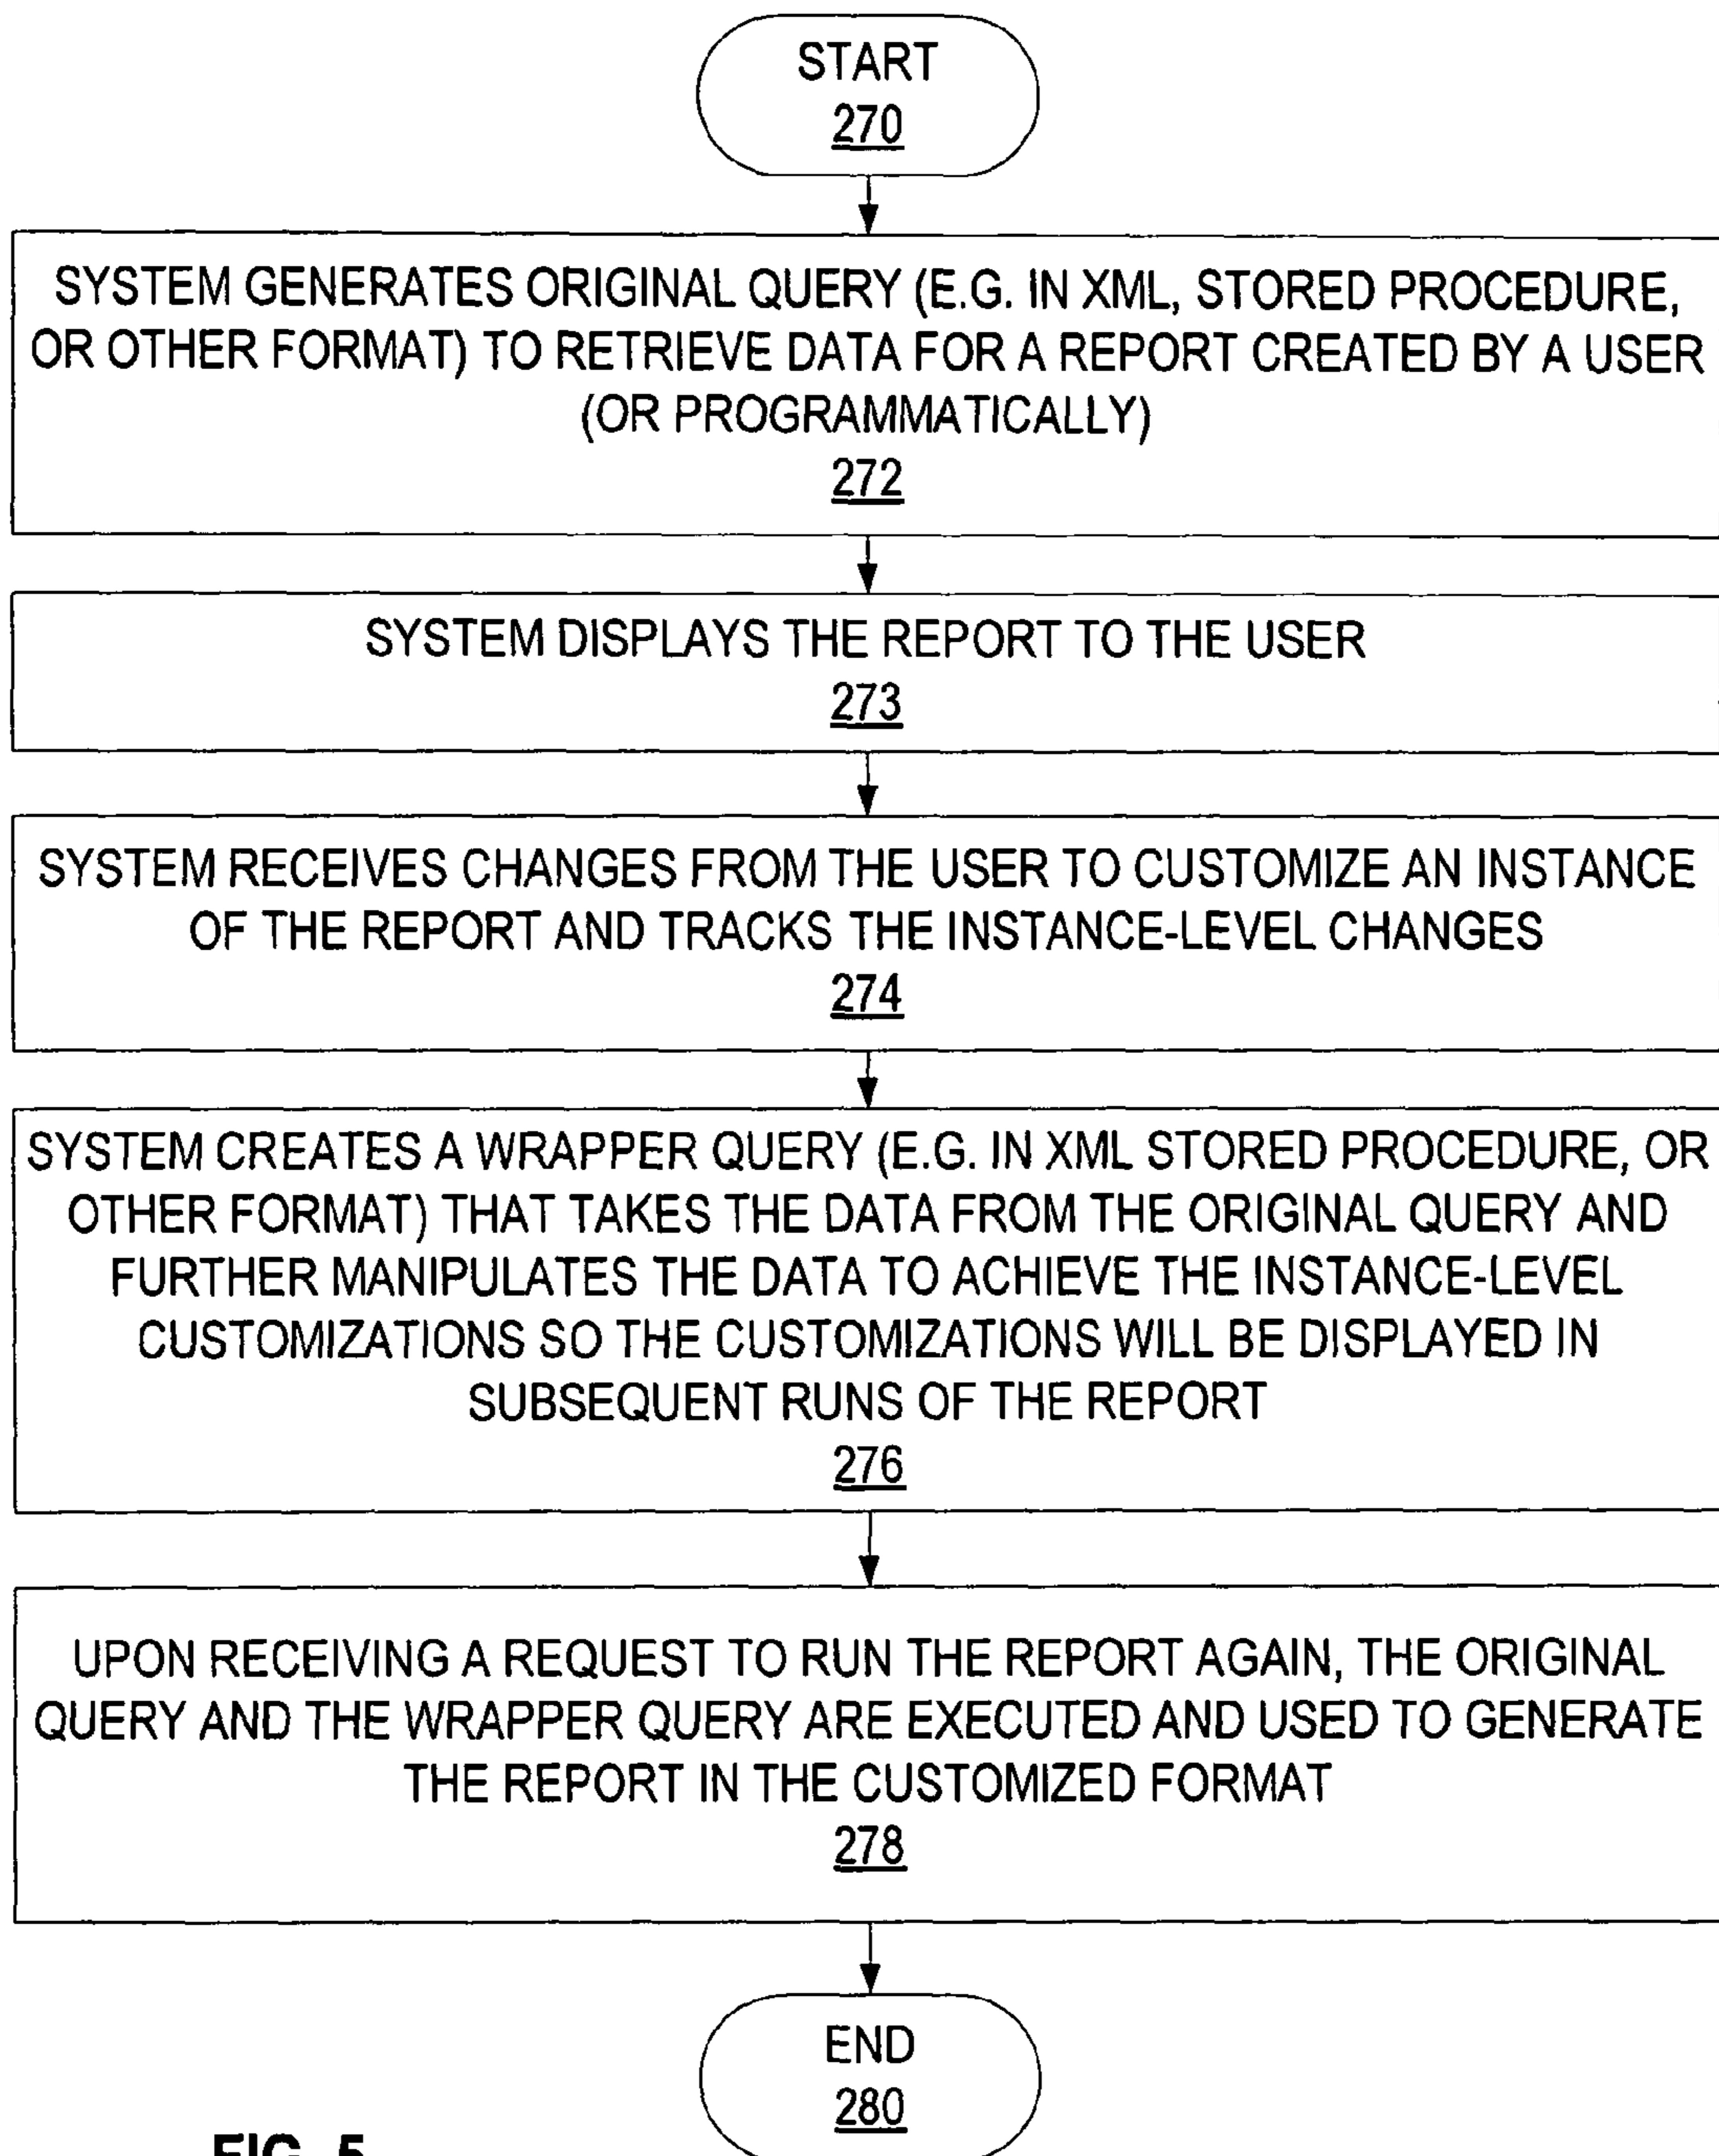 START
270
SYSTEM GENERATES ORIGINAL QUERY (E.G. IN XML, STORED PROCEDURE,
OR OTHER FORMAT) TO RETRIEVE DATA FOR A REPORT CREATED BY A USER
(OR PROGRAMMATICALLY)
272
SYSTEM DISPLAYS THE REPORT TO THE USER
273
SYSTEM RECEIVES CHANGES FROM THE USER TO CUSTOMIZE AN INSTANCE
OF THE REPORT AND TRACKS THE INSTANCE-LEVEL CHANGES
274
SYSTEM CREATES A WRAPPER QUERY (E.G. IN XML STORED PROCEDURE, OR
OTHER FORMAT) THAT TAKES THE DATA FROM THE ORIGINAL QUERY AND
FURTHER MANIPULATES THE DATA TO ACHIEVE THE INSTANCE-LEVEL
CUSTOMIZATIONS SO THE CUSTOMIZATIONS WILL BE DISPLAYED IN
SUBSEQUENT RUNS OF THE REPORT
276
UPON RECEIVING A REQUEST TO RUN THE REPORT AGAIN, THE ORIGINAL
QUERY AND THE WRAPPER QUERY ARE EXECUTED AND USED TO GENERATE
THE REPORT IN THE CUSTOMIZED FORMAT
278
END
280
FIG. 5